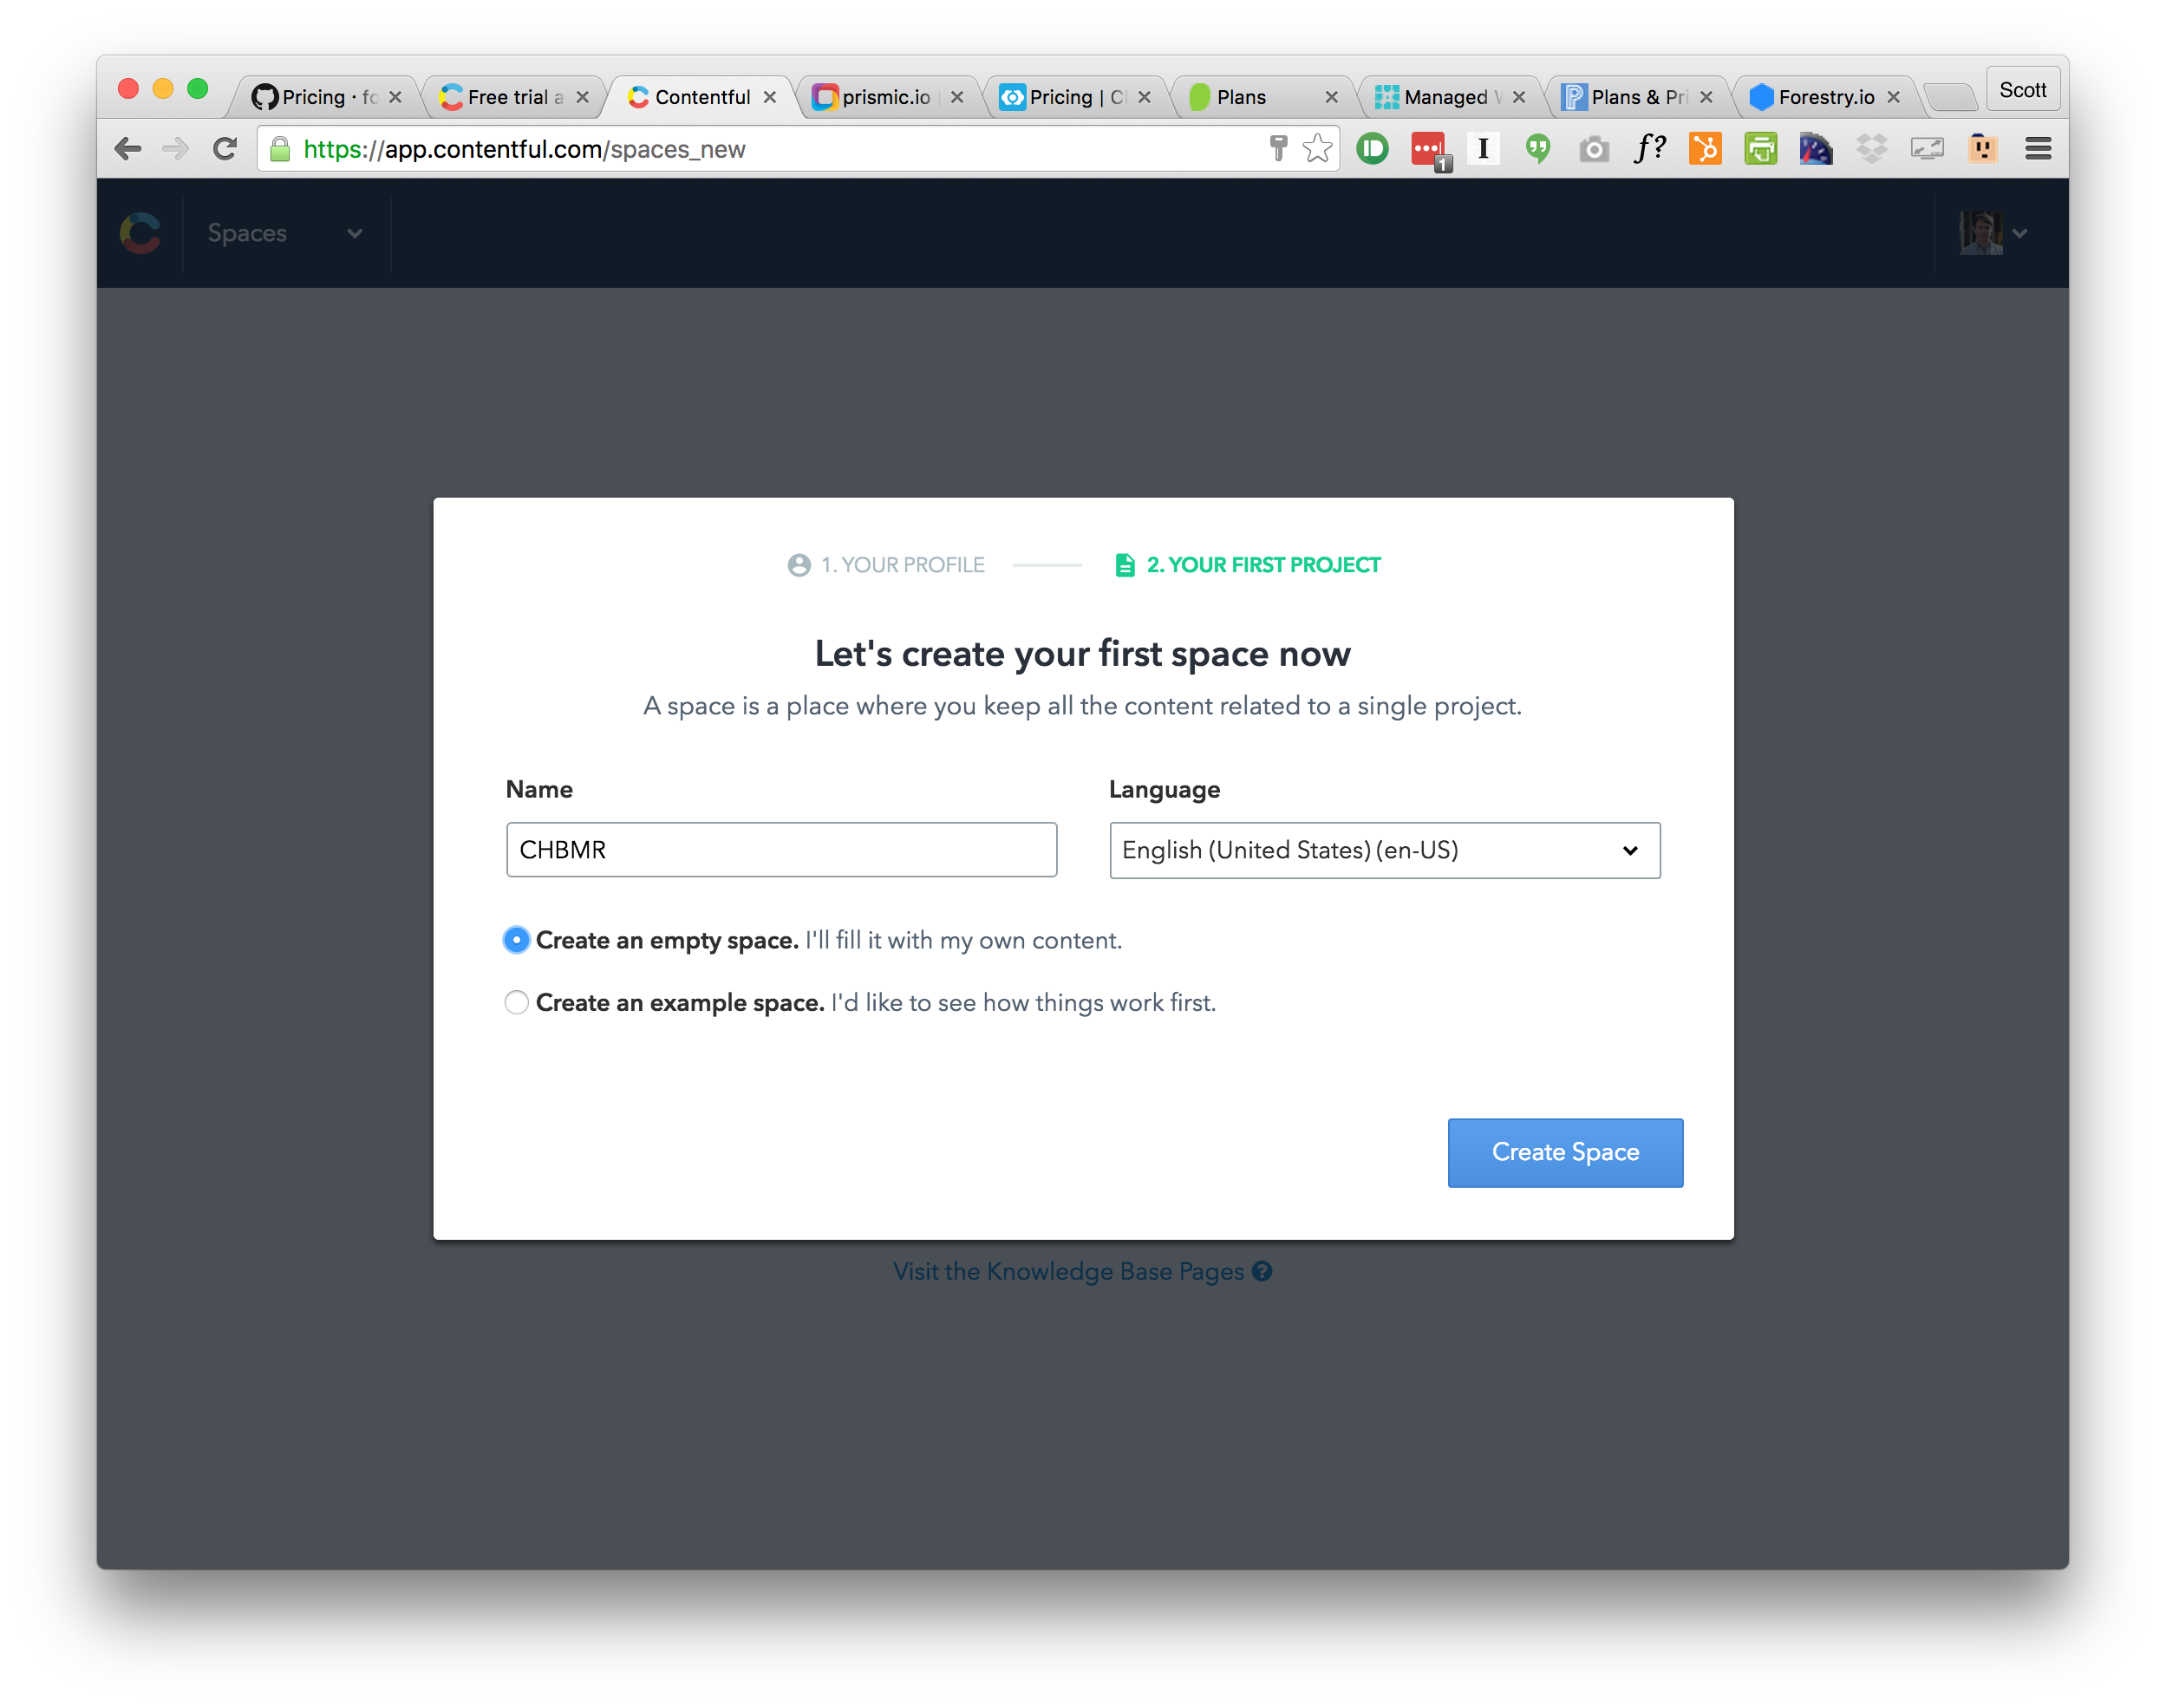 Pricing · fo
Free trial a
Contentful
prismic.io
Pricing | Cl
Plans
Managed W
Plans & Pri
Forestry.io
Scott
https://app.contentful.com/spaces_new
1
f?
Spaces
1. YOUR PROFILE
2. YOUR FIRST PROJECT
Let's create your first space now
A space is a place where you keep all the content related to a single project.
Name
Language
CHBMR
English (United States) (en-US)
Create an empty space. I'll fill it with my own content.
Create an example space. I'd like to see how things work first.
Create Space
Visit the Knowledge Base Pages